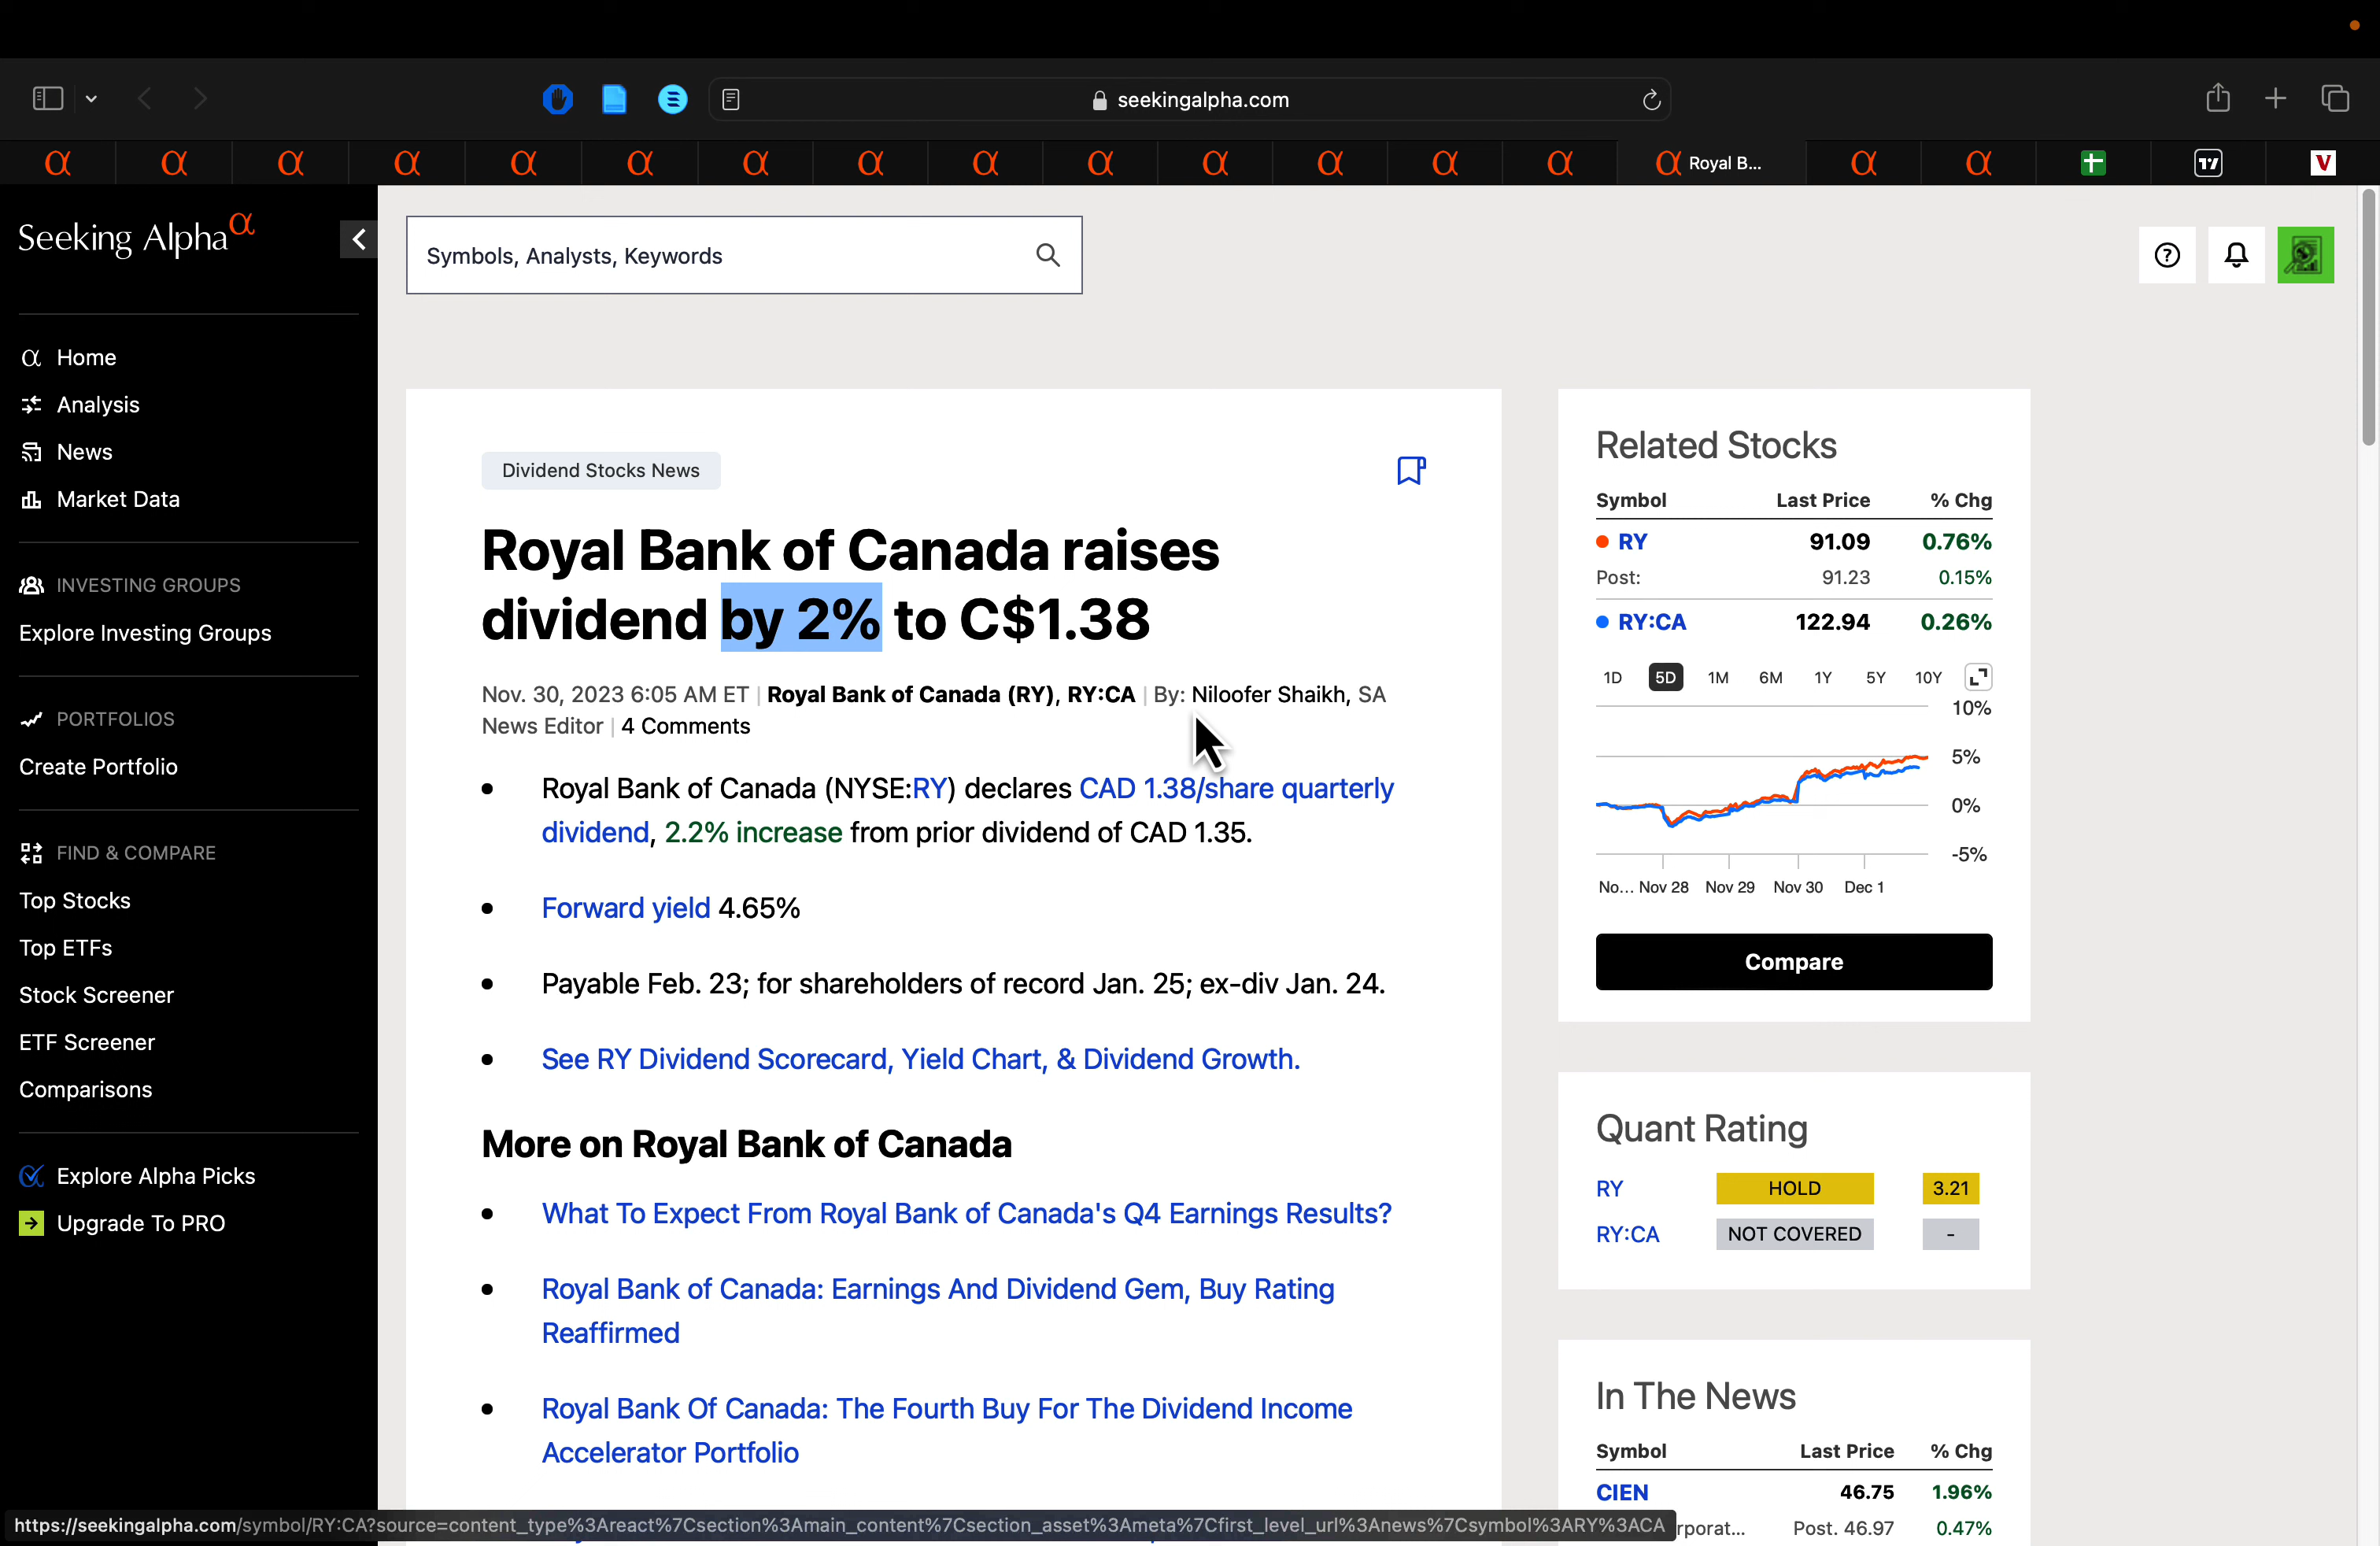 seekingalpha.com
Royal B...
Seeking Alpha α
Symbols, Analysts, Keywords
Home
Analysis
News
Market Data
INVESTING GROUPS
Explore Investing Groups
PORTFOLIOS
Create Portfolio
FIND & COMPARE
Top Stocks
Top ETFs
Stock Screener
ETF Screener
Comparisons
Explore Alpha Picks
Upgrade To PRO
Dividend Stocks News
Royal Bank of Canada raises
dividend by 2% to C$1.38
Nov. 30, 2023 6:05 AM ET | Royal Bank of Canada (RY), RY:CA | By: Niloofer Shaikh, SA
News Editor | 4 Comments
• Royal Bank of Canada (NYSE:RY) declares CAD 1.38/share quarterly
dividend, 2.2% increase from prior dividend of CAD 1.35.
• Forward yield 4.65%
• Payable Feb. 23; for shareholders of record Jan. 25; ex-div Jan. 24.
• See RY Dividend Scorecard, Yield Chart, & Dividend Growth.
More on Royal Bank of Canada
• What To Expect From Royal Bank of Canada's Q4 Earnings Results?
• Royal Bank of Canada: Earnings And Dividend Gem, Buy Rating
Reaffirmed
• Royal Bank Of Canada: The Fourth Buy For The Dividend Income
Accelerator Portfolio
Related Stocks
Symbol Last Price % Chg
RY 91.09 0.76%
Post: 91.23 0.15%
RY:CA 122.94 0.26%
1D 5D 1M 6M 1Y 5Y 10Y
10%
5%
0%
-5%
No... Nov 28 Nov 29 Nov 30 Dec 1
Compare
Quant Rating
RY HOLD 3.21
RY:CA NOT COVERED -
In The News
Symbol Last Price % Chg
CIEN 46.75 1.96%
rporat... Post. 46.97 0.47%
https://seekingalpha.com/symbol/RY:CA?source=content_type%3Areact%7Csection%3Amain_content%7Csection_asset%3Ameta%7Cfirst_level_url%3Anews%7Csymbol%3ARY%3ACA